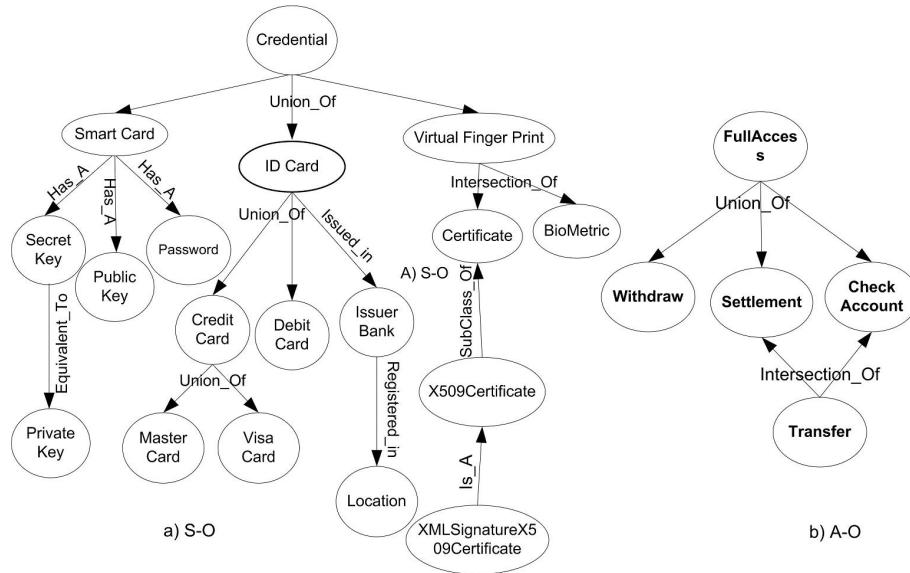 Credential
Union_Of
Smart Card
ID Card
Virtual Finger Print
Has_A
Has_A
Has_A
Union_Of
Issued_in
Intersection_Of
Secret
Key
Public
Key
Password
Certificate
BioMetric
A) S-O
Equivalent_To
Credit
Card
Debit
Card
Issuer
Bank
SubClass_Of
Union_Of
Registered_in
X509Certificate
Private
Key
Master
Card
Visa
Card
Is_A
Location
XMLSignatureX5
09Certificate
a) S-O
FullAcces
s
Union_Of
Withdraw
Settlement
Check
Account
Intersection_Of
Transfer
b) A-O